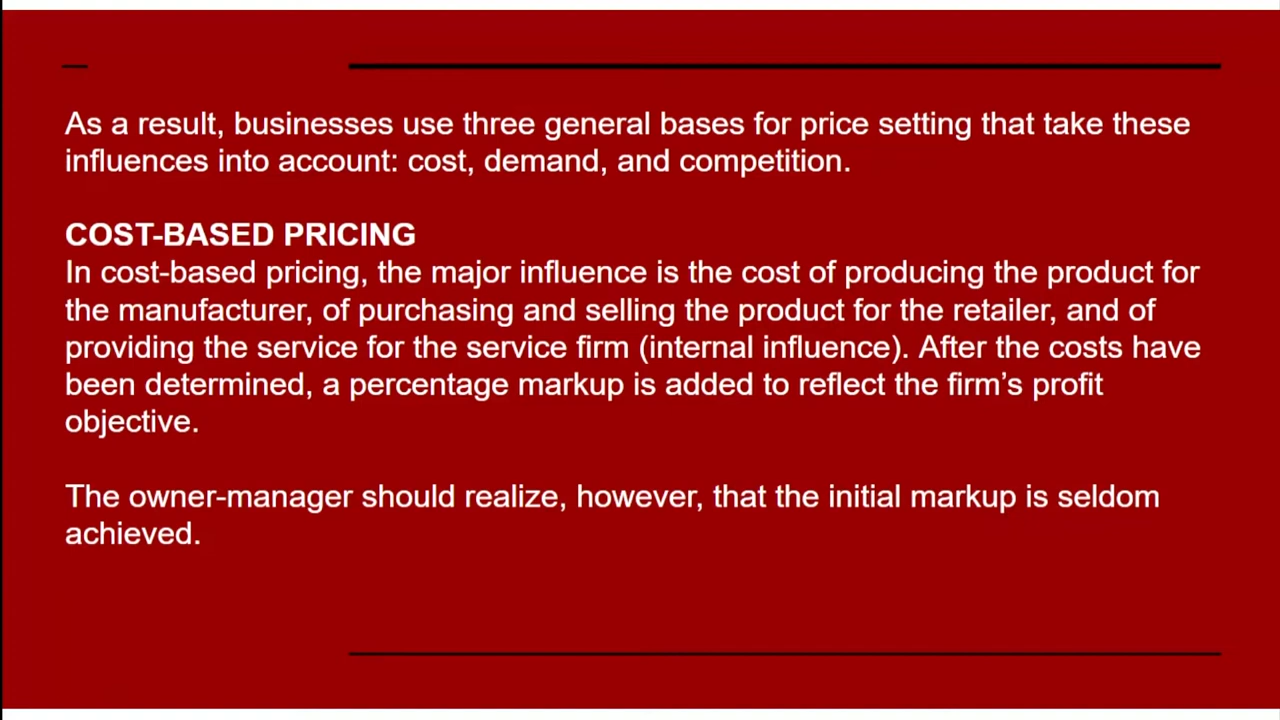 As a result, businesses use three general bases for price setting that take these
influences into account: cost, demand, and competition.
COST-BASED PRICING
In cost-based pricing, the major influence is the cost of producing the product for
the manufacturer, of purchasing and selling the product for the retailer, and of
providing the service for the service firm (internal influence). After the costs have
been determined, a percentage markup is added to reflect the firm’s profit
objective.
The owner-manager should realize, however, that the initial markup is seldom
achieved.